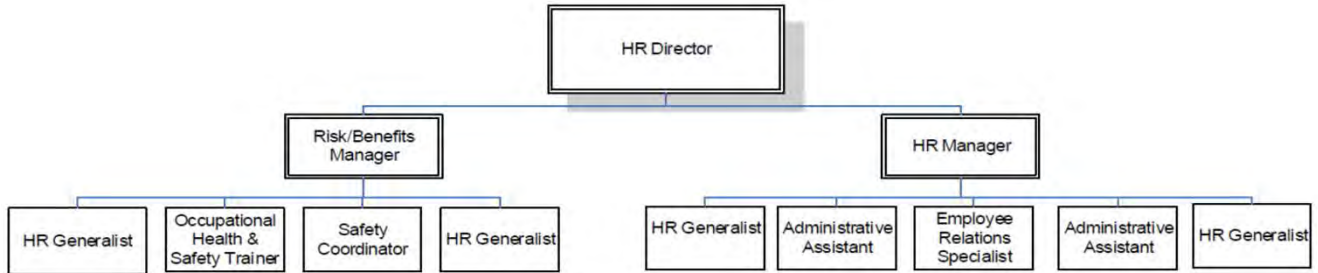 HR Director
Risk/Benefits
Manager
HR Manager
HR Generalist
Occupational
Health &
Safety Trainer
Safety
Coordinator
HR Generalist
HR Generalist
Administrative
Assistant
Employee
Relations
Specialist
Administrative
Assistant
HR Generalist